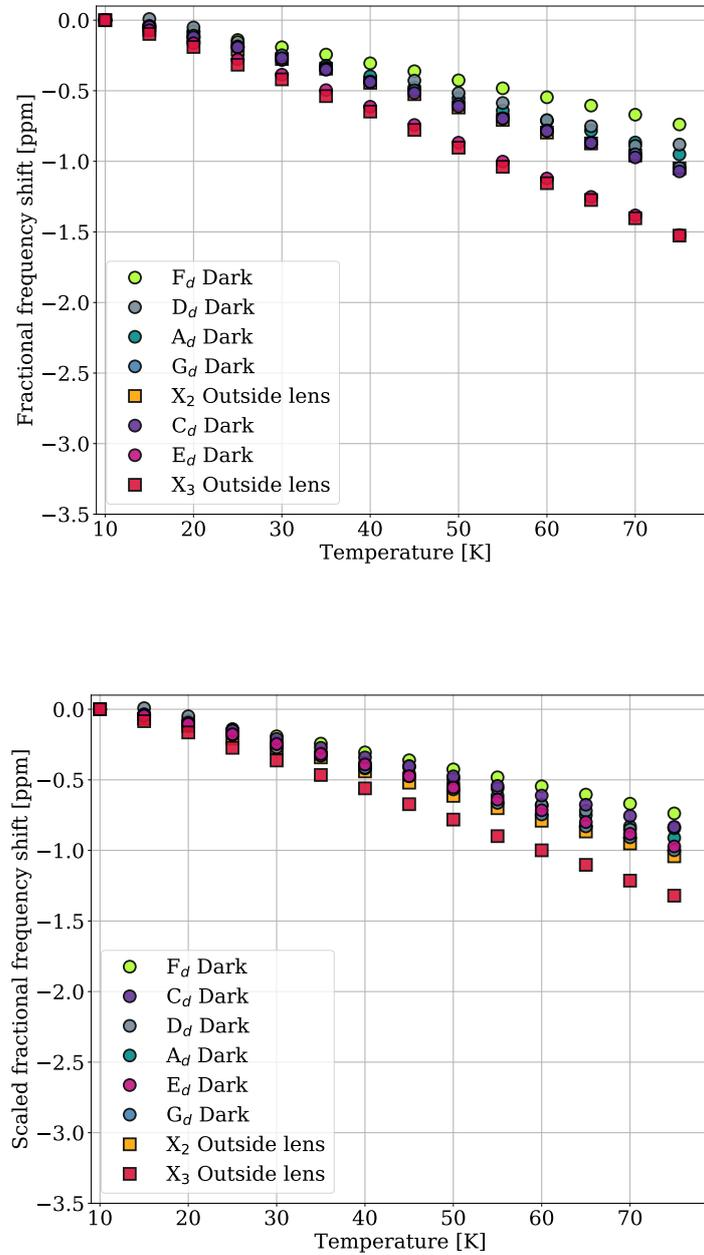 0.0
−0.5
−1.0
−1.5
−2.0
−2.5
−3.0
−3.5
Fractional frequency shift [ppm]
F_d Dark
D_d Dark
A_d Dark
G_d Dark
X_2 Outside lens
C_d Dark
E_d Dark
X_3 Outside lens
10 20 30 40 50 60 70
Temperature [K]
0.0
−0.5
−1.0
−1.5
−2.0
−2.5
−3.0
−3.5
Scaled fractional frequency shift [ppm]
F_d Dark
C_d Dark
D_d Dark
A_d Dark
E_d Dark
G_d Dark
X_2 Outside lens
X_3 Outside lens
10 20 30 40 50 60 70
Temperature [K]